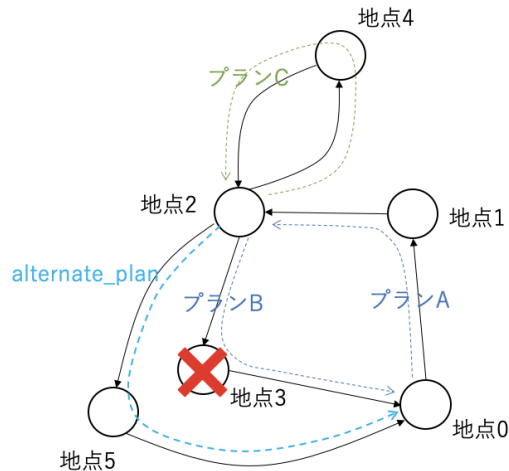 地点4
プランC
地点2
地点1
alternate_plan
プランB
プランA
地点3
地点0
地点5